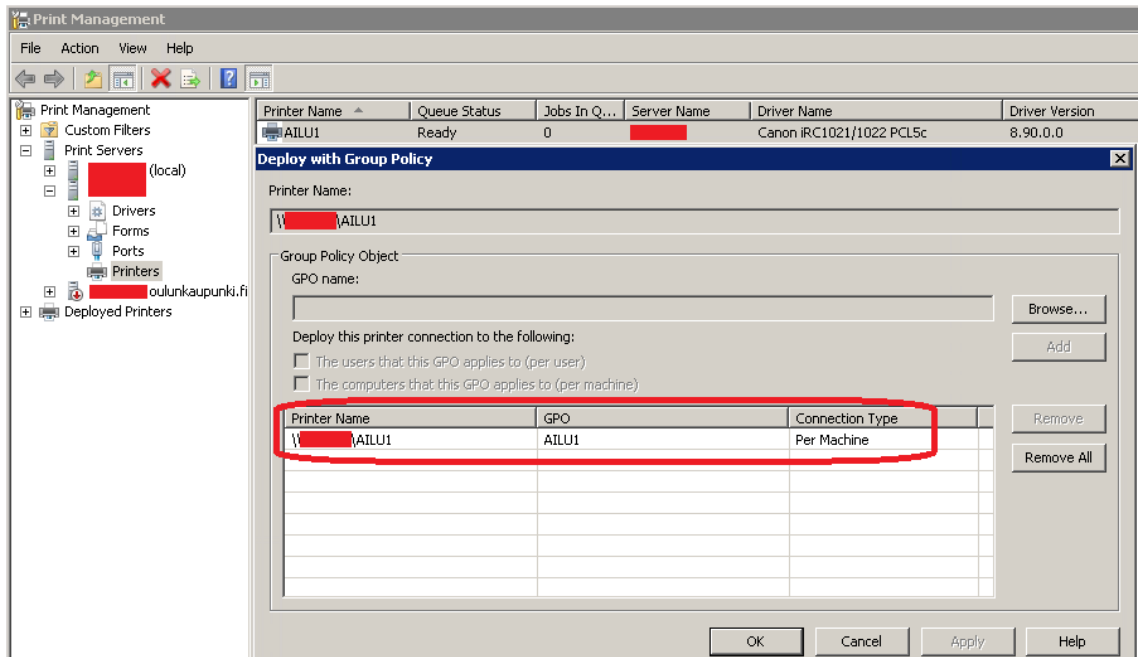 Print Management
File Action View Help
Print Management
Custom Filters
Print Servers
(local)
Drivers
Forms
Ports
Printers
oulunkaupunki.fi
Deployed Printers
Printer Name Queue Status Jobs In Q... Server Name Driver Name Driver Version
AILU1 Ready 0 Canon iRC1021/1022 PCL5c 8.90.0.0
Deploy with Group Policy
Printer Name:
\\ \AILU1
Group Policy Object
GPO name:
Browse...
Deploy this printer connection to the following:
Add
The users that this GPO applies to (per user)
The computers that this GPO applies to (per machine)
Printer Name GPO Connection Type
Remove
\\ \AILU1 AILU1 Per Machine
Remove All
OK Cancel Apply Help